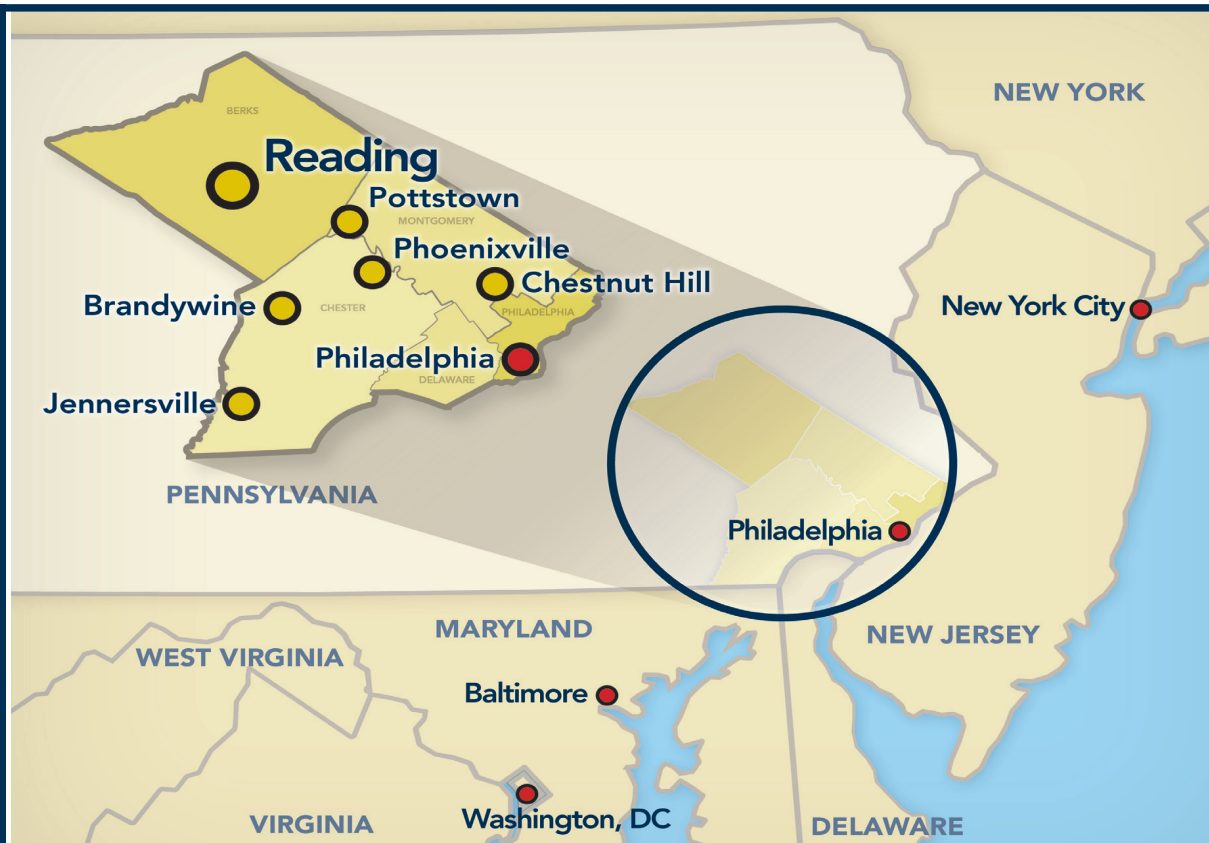 NEW YORK
BERKS
Reading
Pottstown
MONTGOMERY
Phoenixville
Chestnut Hill
Brandywine
CHESTER
PHILADELPHIA
New York City
Philadelphia
DELAWARE
Jennersville
PENNSYLVANIA
Philadelphia
MARYLAND
NEW JERSEY
WEST VIRGINIA
Baltimore
Washington, DC
VIRGINIA
DELAWARE